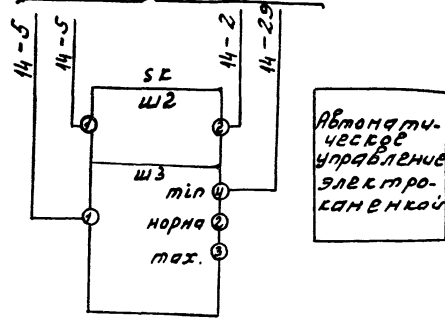 14-5
14-5
14-2
14-29
SK
Ш2
1
2
Ш3
min
4
1
норма
2
max.
3
Автомати-
ческое
управление
электро-
каменкой